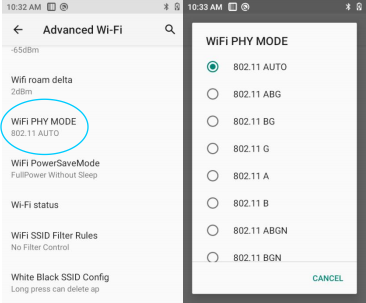 10:32 AM
Advanced Wi-Fi
-65dBm
Wifi roam delta
2dBm
WiFi PHY MODE
802.11 AUTO
WiFi PowerSaveMode
FullPower Without Sleep
Wi-Fi status
WiFi SSID Filter Rules
No Filter Control
White Black SSID Config
Long press can delete ap
10:33 AM
WiFi PHY MODE
802.11 AUTO
802.11 ABG
802.11 BG
802.11 G
802.11 A
802.11 B
802.11 ABGN
802.11 BGN
CANCEL